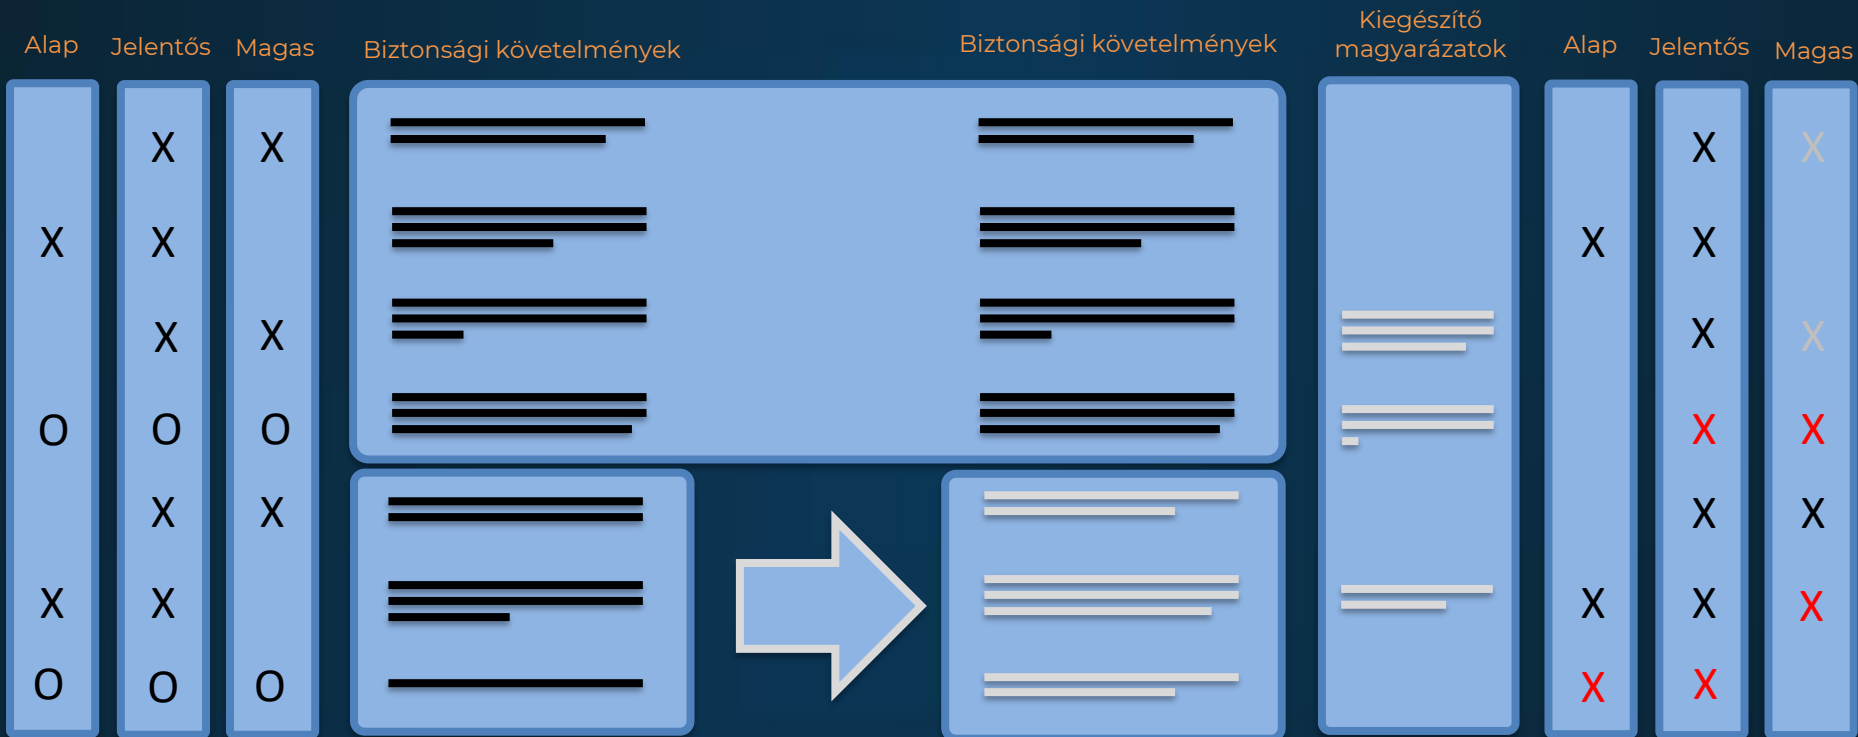 Alap Jelentős Magas Biztonsági követelmények Biztonsági követelmények Kiegészítő
magyarázatok Alap Jelentős Magas
X X X X
X X X X
X X X X
O O O X X
X X X X
X X X X X
O O O X X